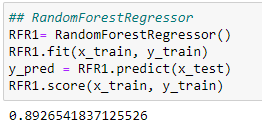 ## RandomForestRegressor
RFR1= RandomForestRegressor()
RFR1.fit(x_train, y_train)
y_pred = RFR1.predict(x_test)
RFR1.score(x_train, y_train)
0.8926541837125526